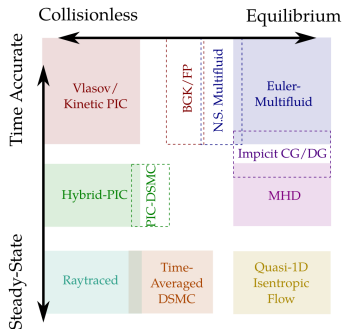 Collisionless
Equilibrium
Time Accurate
Vlasov/
Kinetic PIC
BGK/FP
N.S. Multifluid
Euler-
Multifluid
Impicit CG/DG
Hybrid-PIC
PIC-DSMC
MHD
Steady-State
Raytraced
Time-
Averaged
DSMC
Quasi-1D
Isentropic
Flow